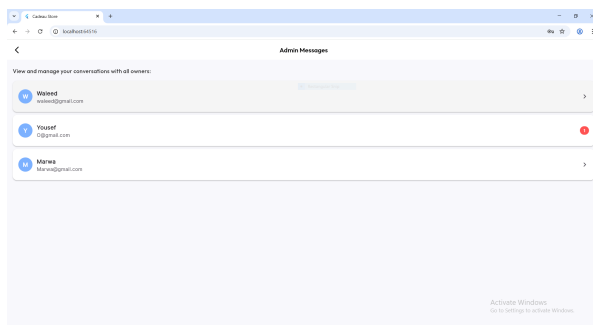 Cadeau Store
localhost:64516
Admin Messages
View and manage your conversations with all owners:
W
Waleed
waleed@gmail.com
Y
Yousef
O@gmail.com
1
M
Marwa
Marwa@gmail.com
Activate Windows
Go to Settings to activate Windows.